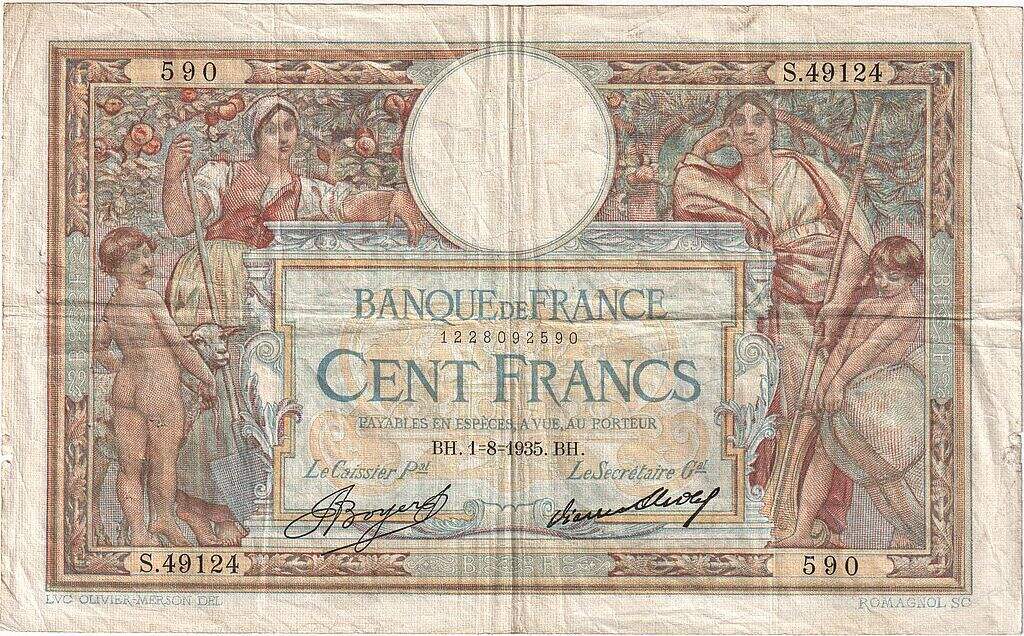 590
S.49124
BANQUE DE FRANCE
1228092590
CENT FRANCS
PAYABLES EN ESPÈCES, A VUE, AU PORTEUR
BH. 1=8=1935. BH.
Le Caissier Pal
Le Secrétaire Gal
Boyer
S.49124
590
LVC OLIVIER-MERSON DEL
ROMAGNOL SC